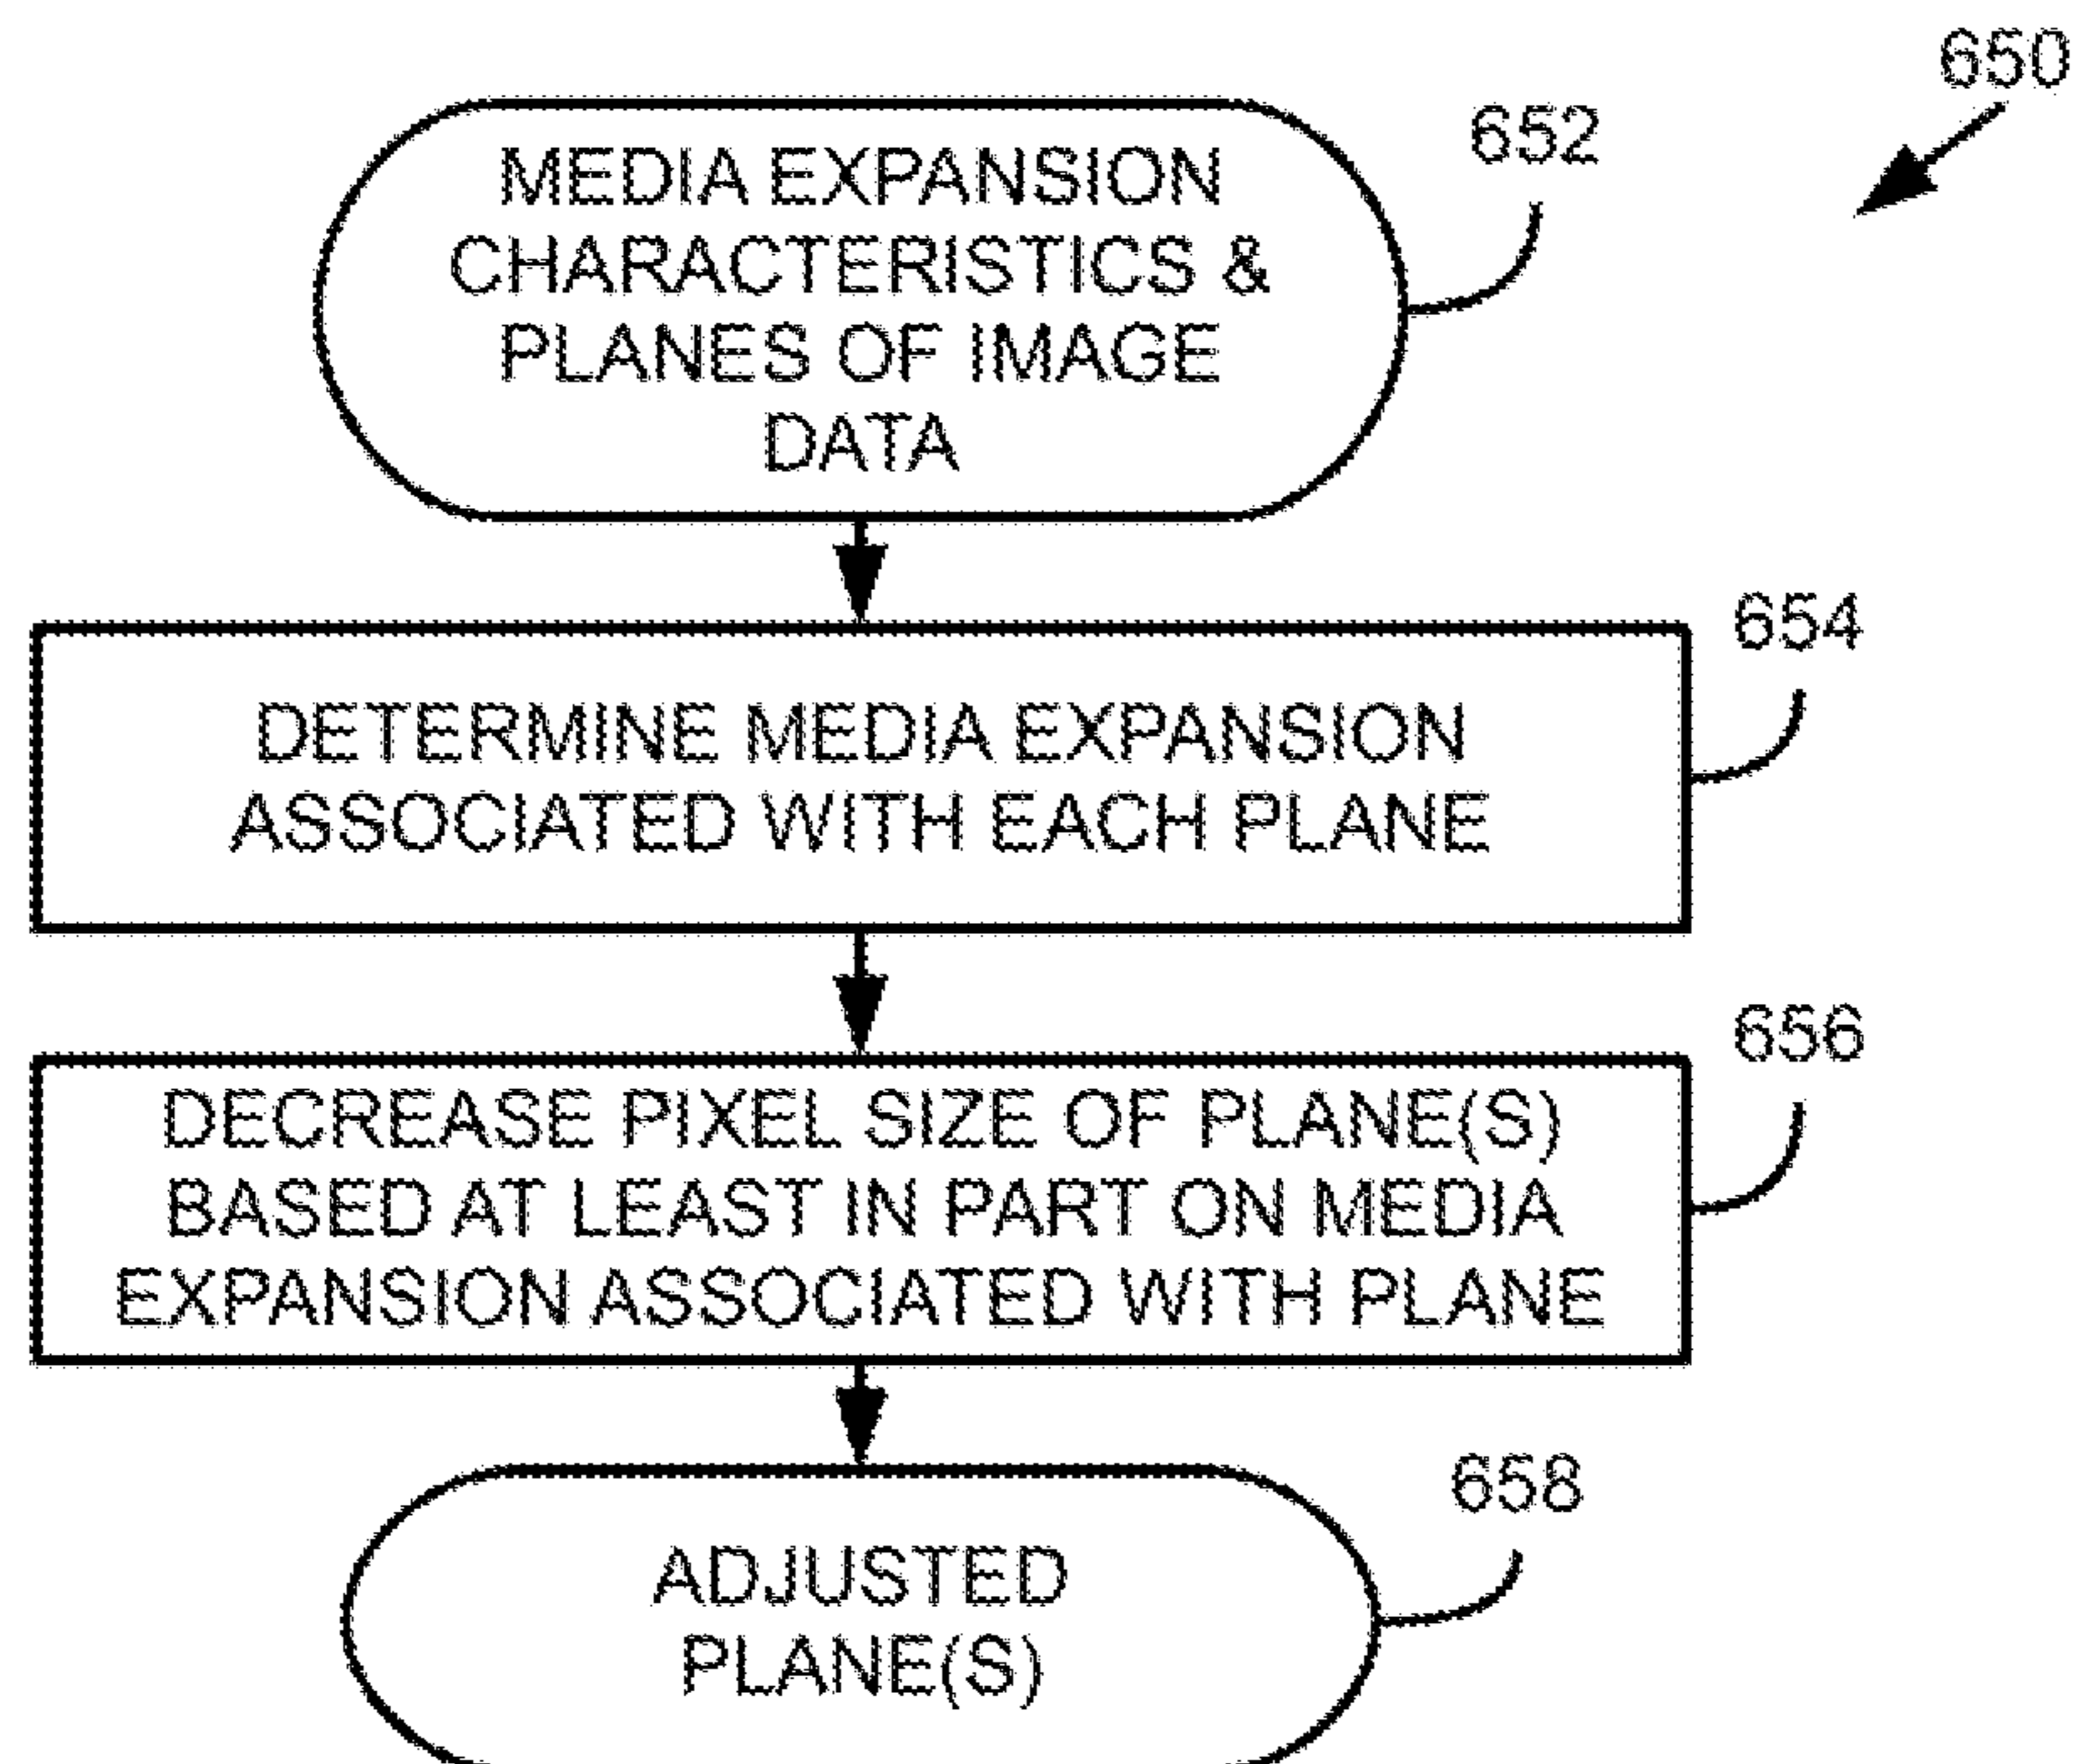 650
652
MEDIA EXPANSION
CHARACTERISTICS &
PLANES OF IMAGE
DATA
654
DETERMINE MEDIA EXPANSION
ASSOCIATED WITH EACH PLANE
656
DECREASE PIXEL SIZE OF PLANE(S)
BASED AT LEAST IN PART ON MEDIA
EXPANSION ASSOCIATED WITH PLANE
658
ADJUSTED
PLANE(S)